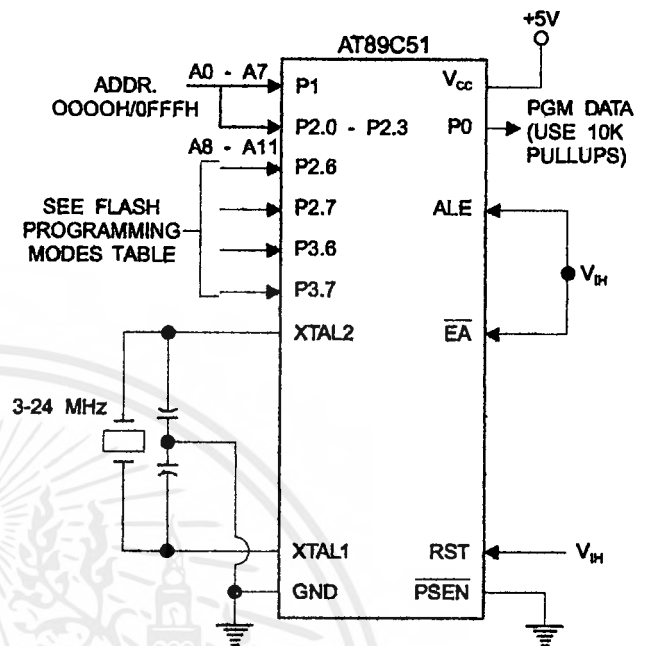 +5V
AT89C51
A0 - A7
ADDR.
OOOOH/0FFFH
P1
VCC
P2.0 - P2.3
P0
PGM DATA
(USE 10K
PULLUPS)
A8 - A11
P2.6
SEE FLASH
PROGRAMMING
MODES TABLE
P2.7
ALE
P3.6
VIH
P3.7
XTAL2
EA
3-24 MHz
XTAL1
RST
VIH
GND
PSEN